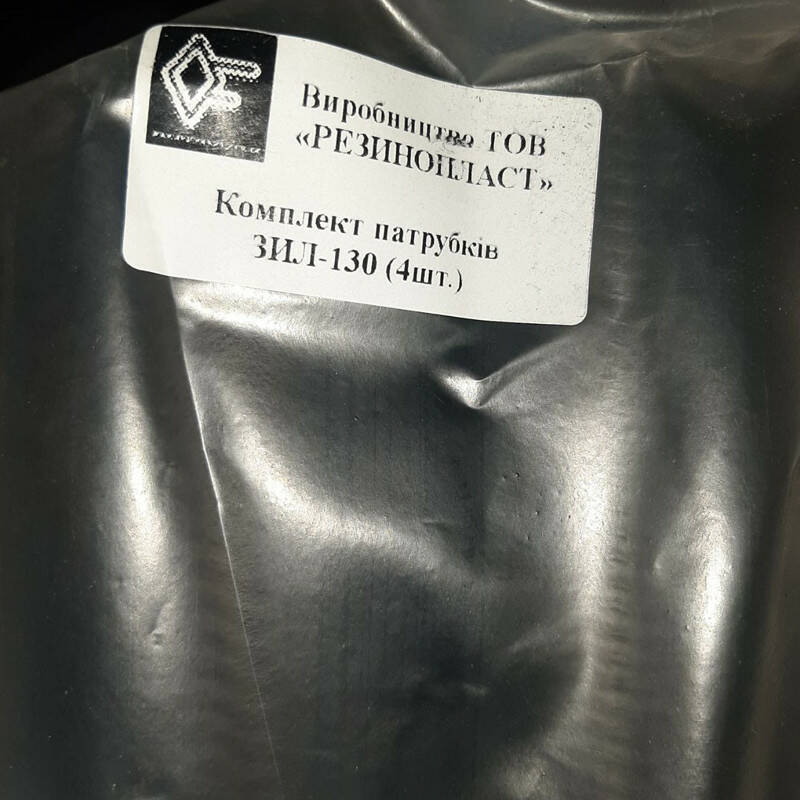 Виробництво ТОВ
«РЕЗИНОПЛАСТ»
Комплект патрубків
ЗИЛ-130 (4шт.)